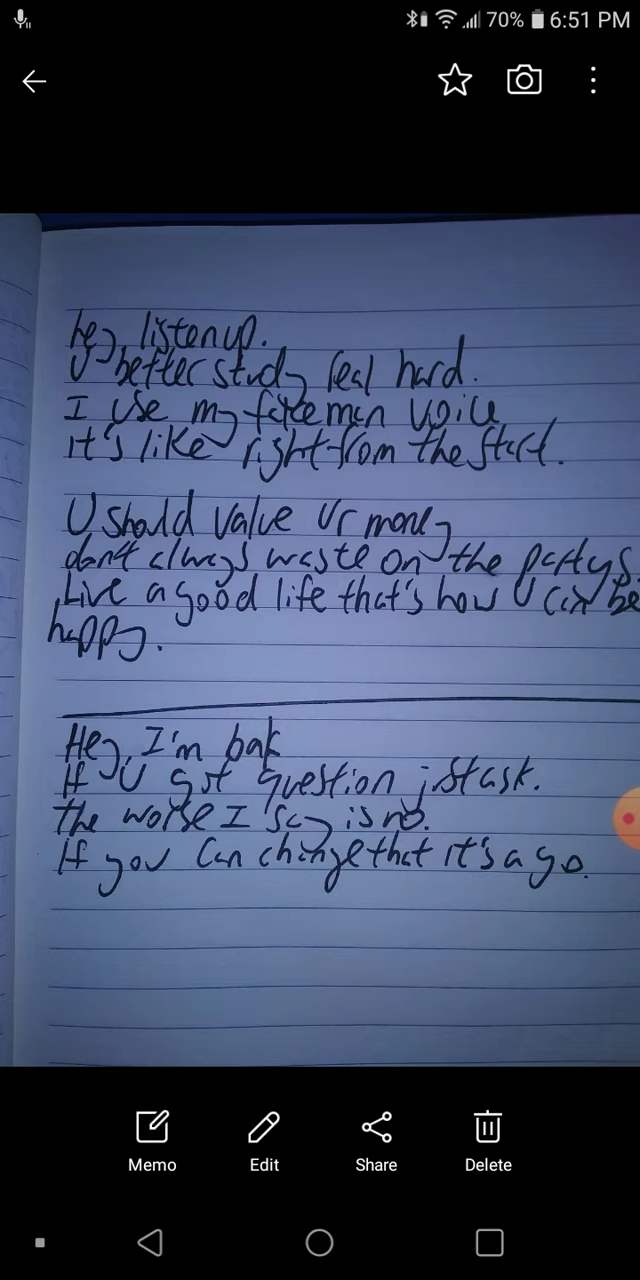 70% 6:51 PM
hey, listen up.
U better study real hard.
I use my fake man voice
it's like right from the start.
U should value Ur money
don't always waste on the partys.
Live a good life that's how U can be
happy.
Hey, I'm bak
If U got question jst ask.
the worse I say is no.
If you can change that it's a go.
Memo Edit Share Delete